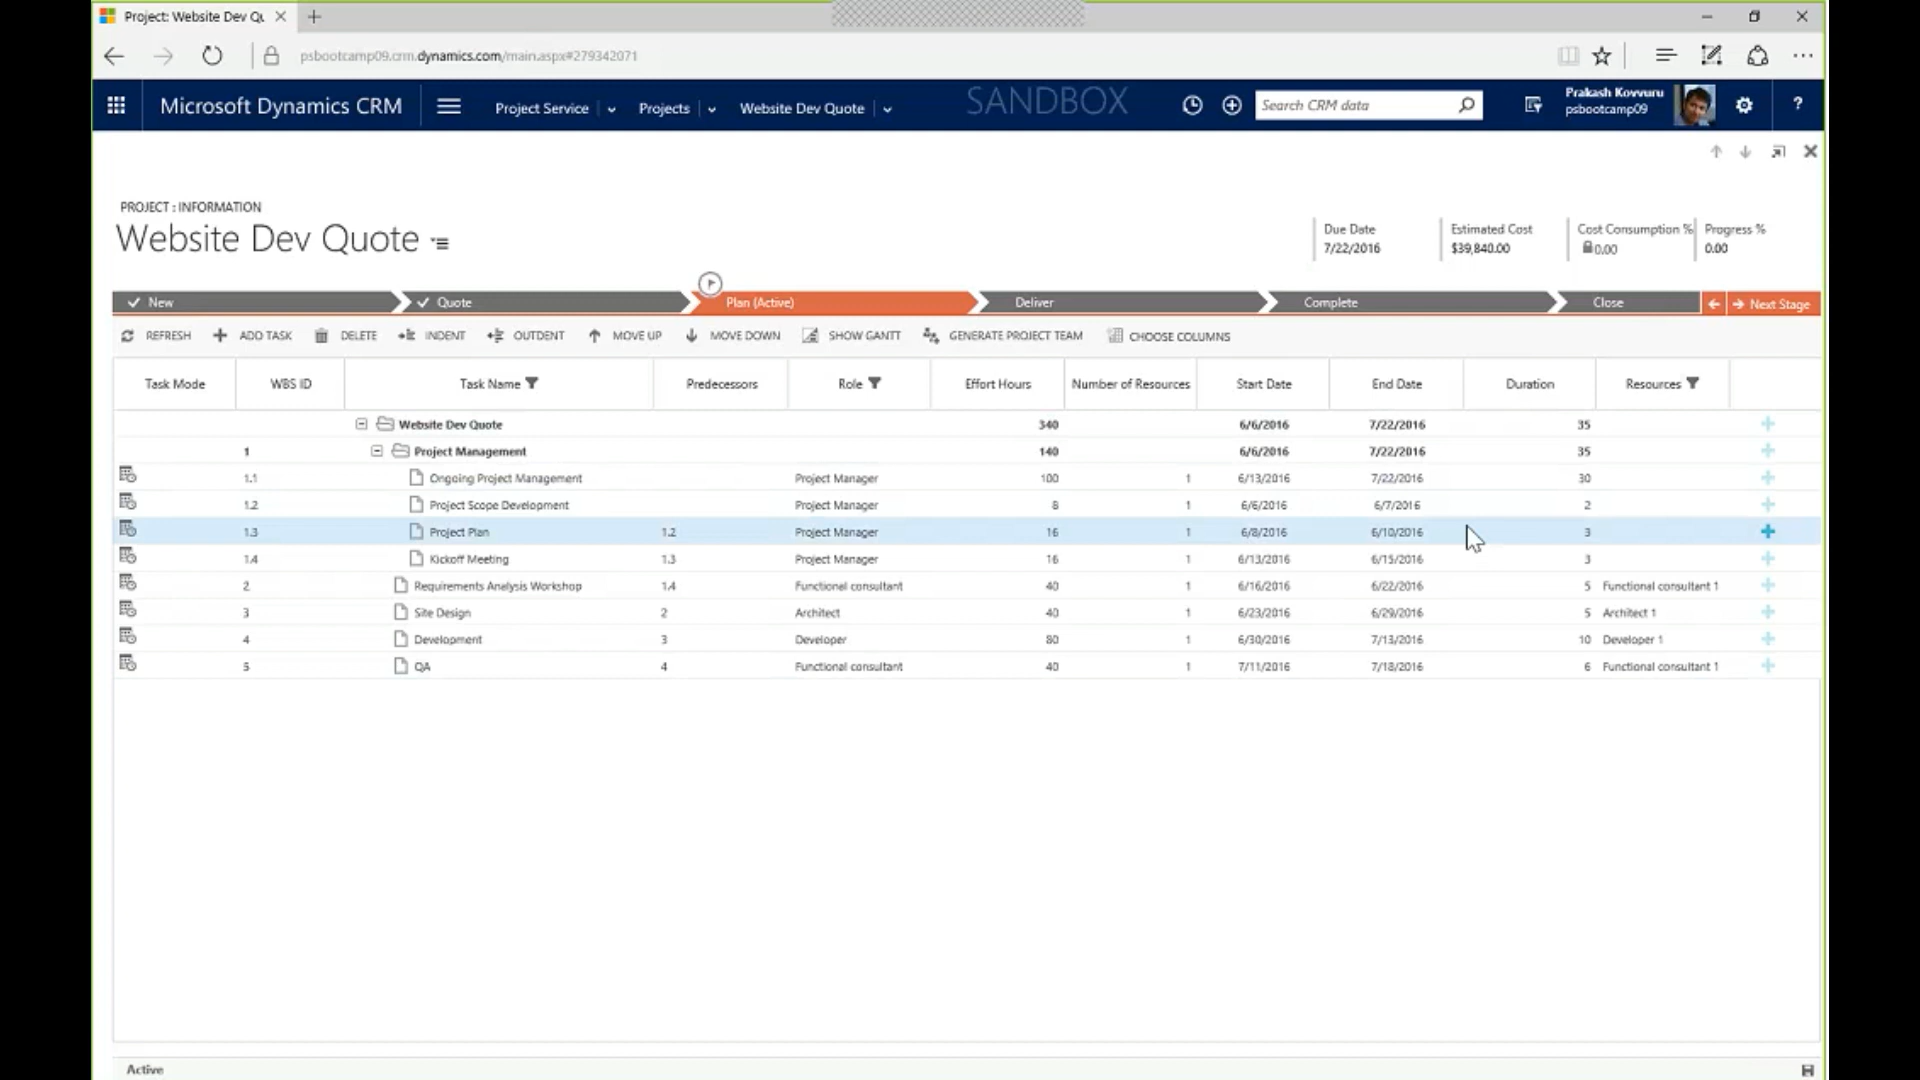 Project: Website Dev Qu
psbootcamp09.crm.dynamics.com/main.aspx#279342071
Microsoft Dynamics CRM Project Service Projects Website Dev Quote SANDBOX Search CRM data Prakash Kovvuru
psbootcamp09 ?
PROJECT : INFORMATION
Website Dev Quote
Due Date Estimated Cost Cost Consumption % Progress %
7/22/2016 $39,840.00 0.00 0.00
New Quote Plan (Active) Deliver Complete Close Next Stage
REFRESH ADD TASK DELETE INDENT OUTDENT MOVE UP MOVE DOWN SHOW GANTT GENERATE PROJECT TEAM CHOOSE COLUMNS
Task Mode WBS ID Task Name Predecessors Role Effort Hours Number of Resources Start Date End Date Duration Resources
Website Dev Quote 340 6/6/2016 7/22/2016 35
1 Project Management 140 6/6/2016 7/22/2016 35
1.1 Ongoing Project Management Project Manager 100 1 6/13/2016 7/22/2016 30
1.2 Project Scope Development Project Manager 8 1 6/6/2016 6/7/2016 2
1.3 Project Plan 1.2 Project Manager 16 1 6/8/2016 6/10/2016 3
1.4 Kickoff Meeting 1.3 Project Manager 16 1 6/13/2016 6/15/2016 3
2 Requirements Analysis Workshop 1.4 Functional consultant 40 1 6/16/2016 6/22/2016 5 Functional consultant 1
3 Site Design 2 Architect 40 1 6/23/2016 6/29/2016 5 Architect 1
4 Development 3 Developer 80 1 6/30/2016 7/13/2016 10 Developer 1
5 QA 4 Functional consultant 40 1 7/11/2016 7/18/2016 6 Functional consultant 1
Active